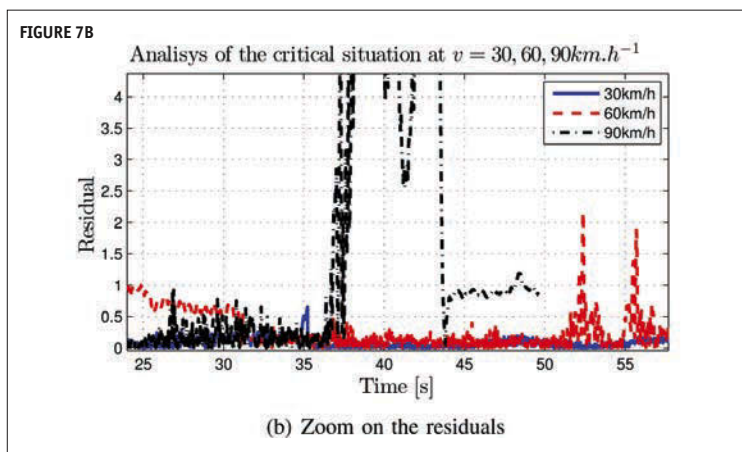 FIGURE 7B
Analisys of the critical situation at v = 30, 60, 90km.h⁻¹
30km/h
60km/h
90km/h
Residual
4
3.5
3
2.5
2
1.5
1
0.5
0
25 30 35 40 45 50 55
Time [s]
(b) Zoom on the residuals